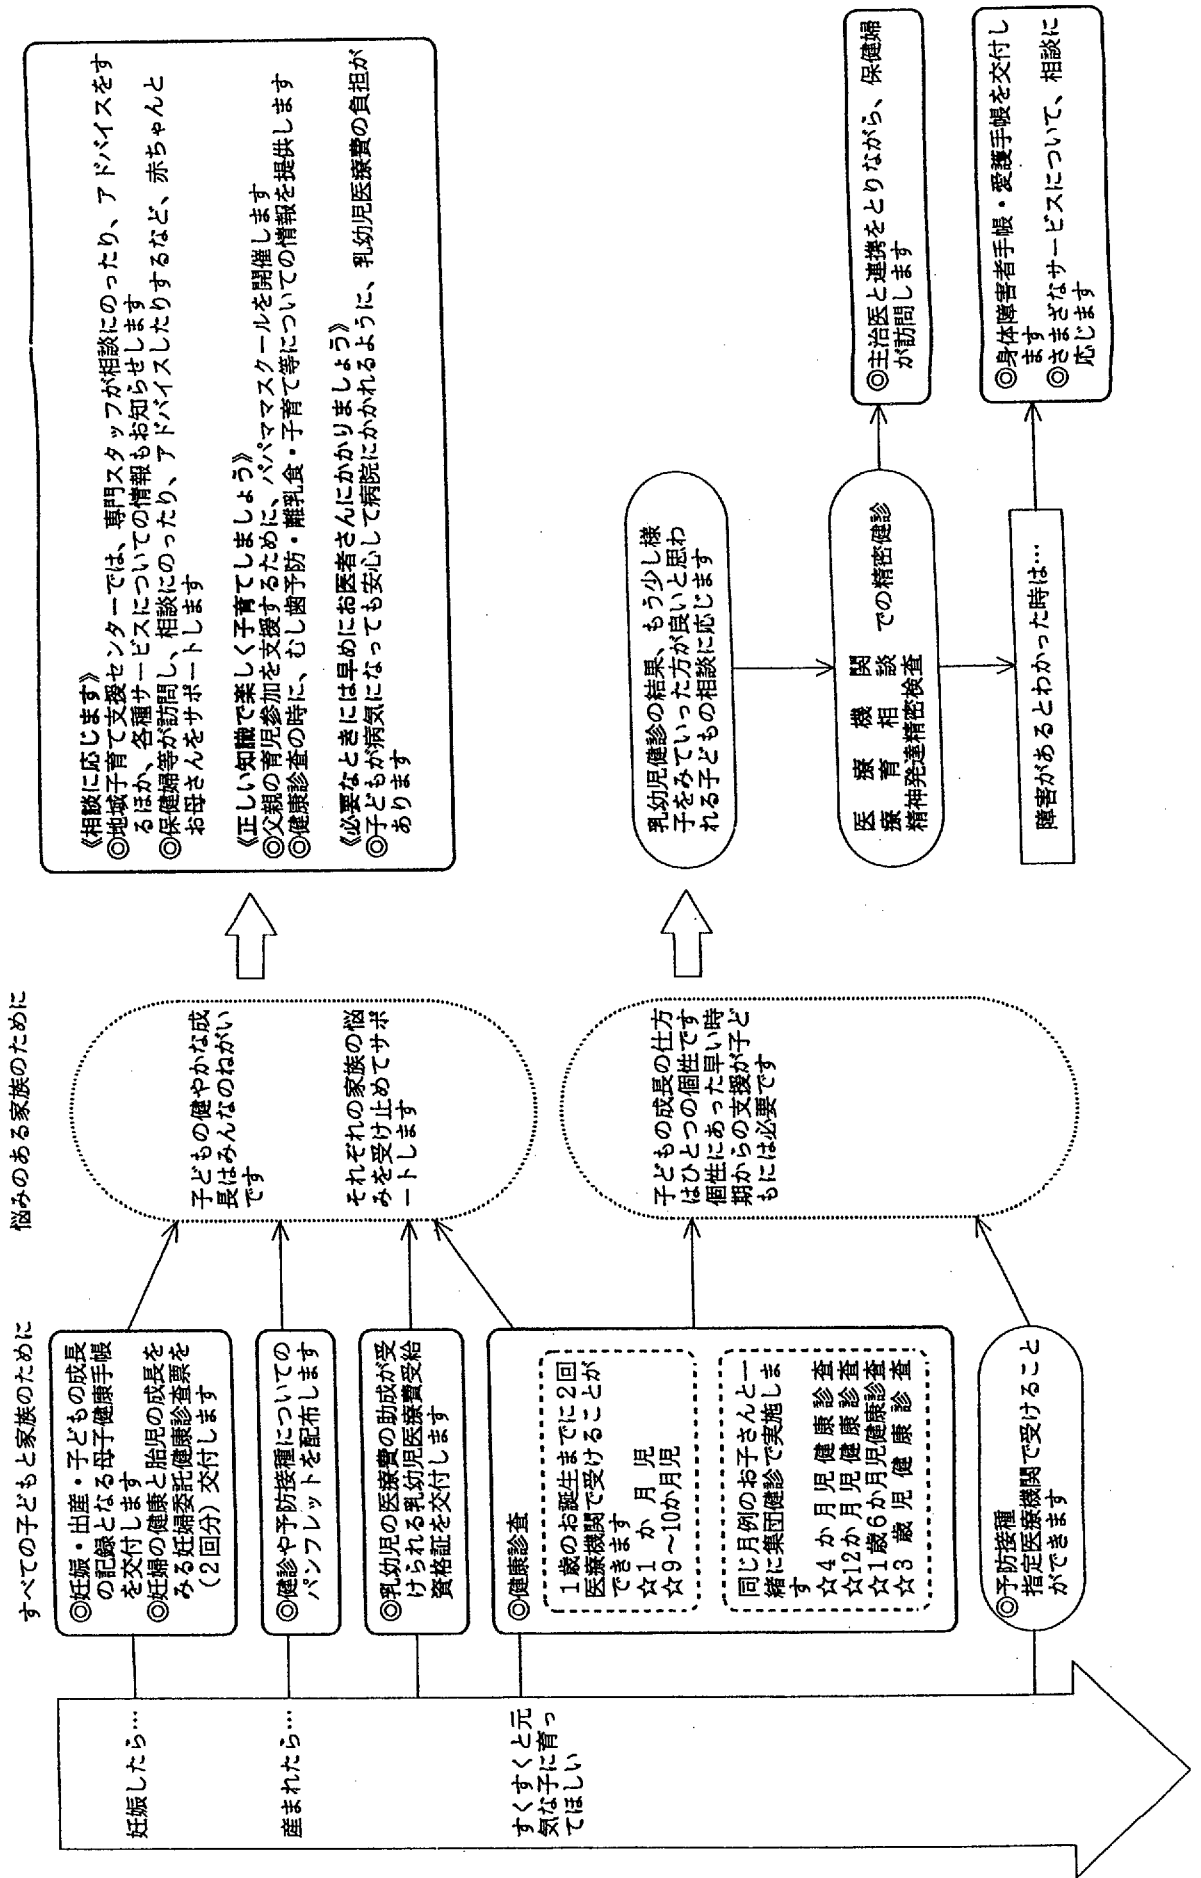 すべての子どもと家族のために
悩みのある家族のために
妊娠したら…
◎妊娠・出産・子どもの成長
の記録となる母子健康手帳
を交付します
◎妊婦の健康と胎児の成長を
みる妊婦委託健康診査票を
（2回分）交付します
産まれたら…
◎健診や予防接種についての
パンフレットを配布します
◎乳幼児の医療費の助成が受
けられる乳幼児医療費受給
資格証を交付します
すくすくと元
気な子に育っ
てほしい
◎健康診査
1歳のお誕生までに2回
医療機関で受けることが
できます
☆1か月児
☆9～10か月児
同じ月例のお子さんと一
緒に集団健診で実施しま
す
☆4か月児健康診査
☆12か月児健康診査
☆1歳6か月児健康診査
☆3歳児健康診査
◎予防接種
指定医療機関で受けること
ができます
子どもの健やかな成
長はみんなのねがい
です
それぞれの家族の悩
みを受け止めてサポ
ートします
子どもの成長の仕方
はひとつの個性です
個性にあった早い時
期からの支援が子ど
もには必要です
《相談に応じます》
◎地域子育て支援センターでは、専門スタッフが相談にのったり、アドバイスをす
るほか、各種サービスについての情報もお知らせします
◎保健婦等が訪問し、相談にのったり、アドバイスしたりするなど、赤ちゃんと
お母さんをサポートします
《正しい知識で楽しく子育てしましょう》
◎父親の育児参加を支援するために、パパママスクールを開催します
◎健康診査の時に、むし歯予防・離乳食・子育て等についての情報を提供します
《必要なときには早めにお医者さんにかかりましょう》
◎子どもが病気になっても安心して病院にかかれるように、乳幼児医療費の負担が
あります
乳幼児健診の結果、もう少し様
子をみていった方が良いと思わ
れる子どもの相談に応じます
医療機関
療育相談 での精密健診
精神発達精密検査
◎主治医と連携をとりながら、保健婦
が訪問します
障害があるとわかった時は…
◎身体障害者手帳・愛護手帳を交付し
ます
◎さまざまなサービスについて、相談に
応じます